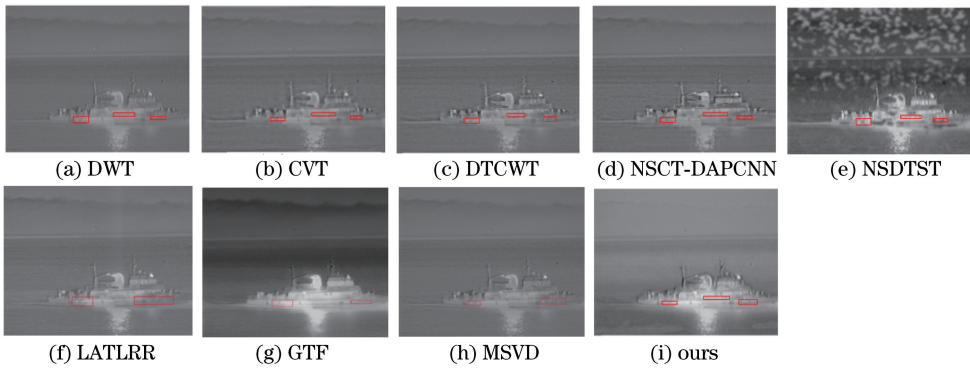 (a) DWT
(b) CVT
(c) DTCWT
(d) NSCT-DAPCNN
(e) NSDTST
(f) LATLRR
(g) GTF
(h) MSVD
(i) ours